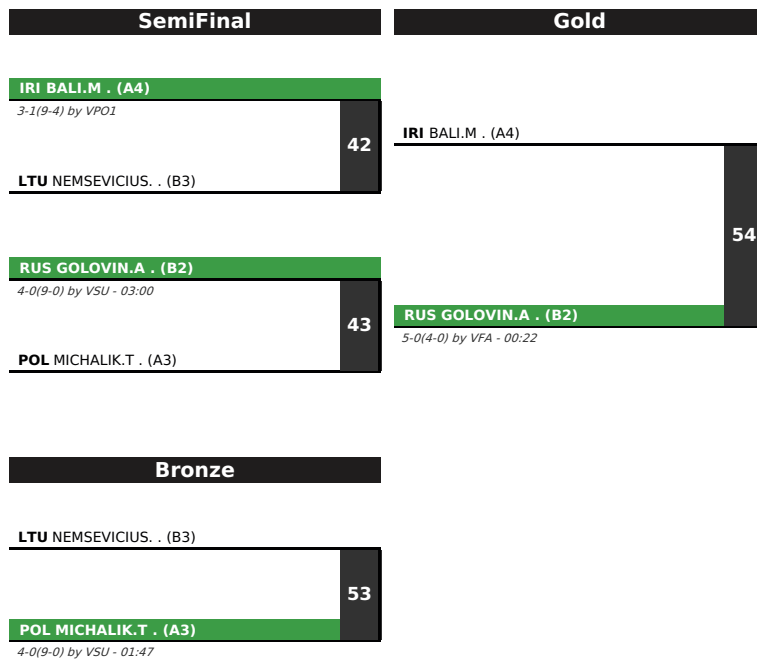 SemiFinal
IRI BALI.M . (A4)
3-1(9-4) by VPO1
42
LTU NEMSEVICIUS. . (B3)
RUS GOLOVIN.A . (B2)
4-0(9-0) by VSU - 03:00
43
POL MICHALIK.T . (A3)
Gold
IRI BALI.M . (A4)
54
RUS GOLOVIN.A . (B2)
5-0(4-0) by VFA - 00:22
Bronze
LTU NEMSEVICIUS. . (B3)
53
POL MICHALIK.T . (A3)
4-0(9-0) by VSU - 01:47